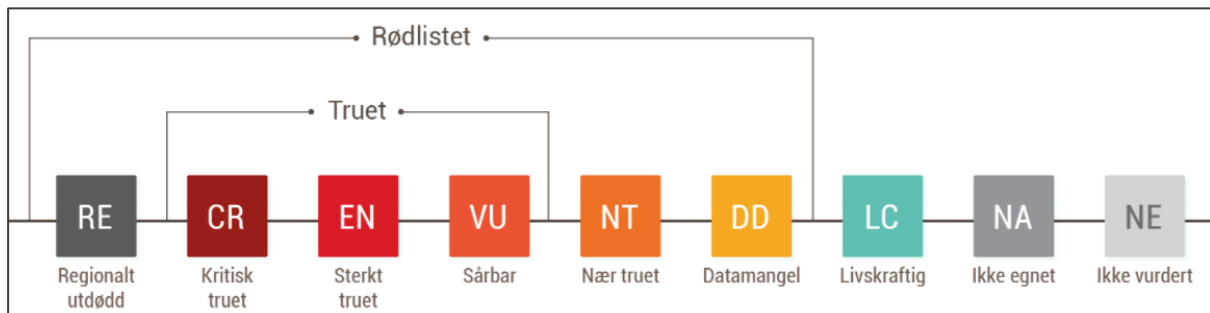 Rødlistet
Truet
RE CR EN VU NT DD LC NA NE
Regionalt Kritisk Sterkt Sårbar Nær truet Datamangel Livskraftig Ikke egnet Ikke vurdert
utdødd truet truet